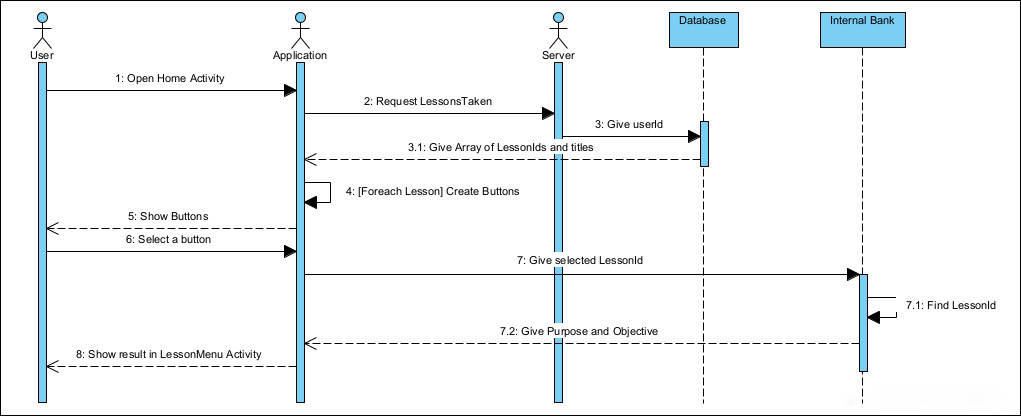 Database
Internal Bank
User
Application
Server
1: Open Home Activity
2: Request LessonsTaken
3: Give userId
3.1: Give Array of LessonIds and titles
4: [Foreach Lesson] Create Buttons
5: Show Buttons
6: Select a button
7: Give selected LessonId
7.1: Find LessonId
7.2: Give Purpose and Objective
8: Show result in LessonMenu Activity